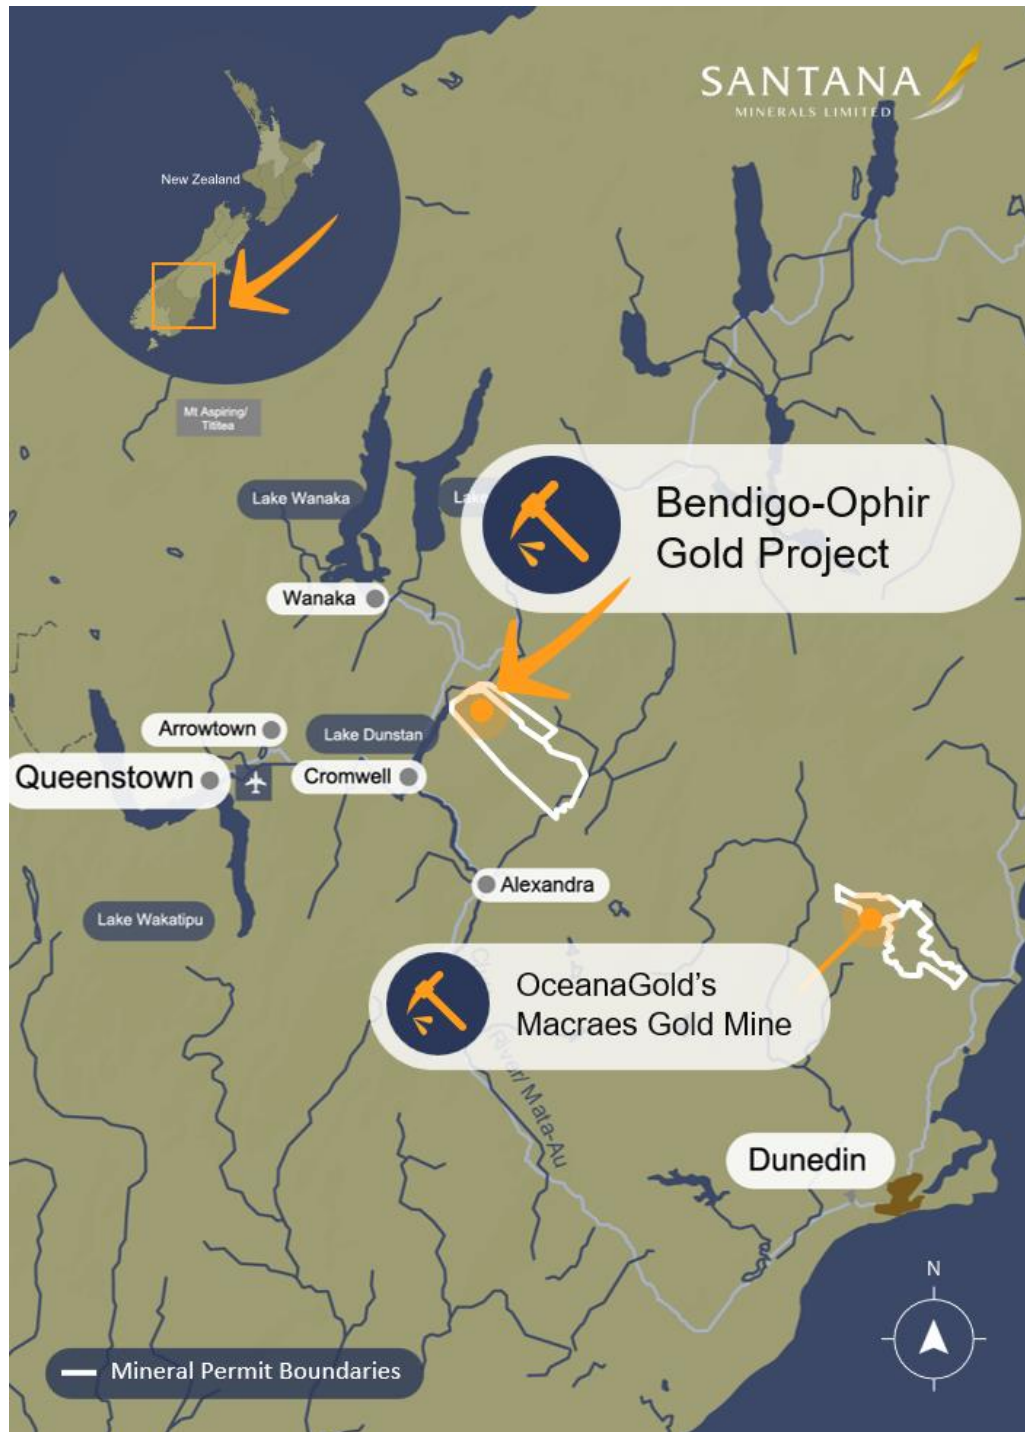 SANTANA
MINERALS LIMITED
New Zealand
Mt Aspiring/
Tititea
Lake Wanaka
Bendigo-Ophir
Gold Project
Wanaka
Arrowtown
Lake Dunstan
Queenstown
Cromwell
Alexandra
Lake Wakatipu
OceanaGold's
Macraes Gold Mine
River/ Mata-Au
Dunedin
N
Mineral Permit Boundaries